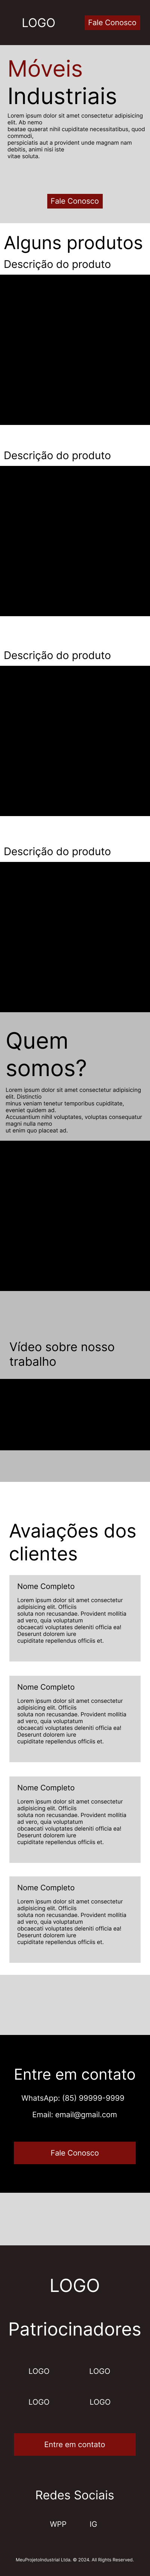 LOGO
Fale Conosco
Móveis
Industriais
Lorem ipsum dolor sit amet consectetur adipisicing
elit. Ab nemo
beatae quaerat nihil cupiditate necessitatibus, quod
commodi,
perspiciatis aut a provident unde magnam nam
debitis, animi nisi iste
vitae soluta.
Fale Conosco
Alguns produtos
Descrição do produto
Descrição do produto
Descrição do produto
Descrição do produto
Quem
somos?
Lorem ipsum dolor sit amet consectetur adipisicing
elit. Distinctio
minus veniam tenetur temporibus cupiditate,
eveniet quidem ad.
Accusantium nihil voluptates, voluptas consequatur
magni nulla nemo
ut enim quo placeat ad.
Vídeo sobre nosso
trabalho
Avaiações dos
clientes
Nome Completo
Lorem ipsum dolor sit amet consectetur
adipisicing elit. Officiis
soluta non recusandae. Provident mollitia
ad vero, quia voluptatum
obcaecati voluptates deleniti officia ea!
Deserunt dolorem iure
cupiditate repellendus officiis et.
Nome Completo
Lorem ipsum dolor sit amet consectetur
adipisicing elit. Officiis
soluta non recusandae. Provident mollitia
ad vero, quia voluptatum
obcaecati voluptates deleniti officia ea!
Deserunt dolorem iure
cupiditate repellendus officiis et.
Nome Completo
Lorem ipsum dolor sit amet consectetur
adipisicing elit. Officiis
soluta non recusandae. Provident mollitia
ad vero, quia voluptatum
obcaecati voluptates deleniti officia ea!
Deserunt dolorem iure
cupiditate repellendus officiis et.
Nome Completo
Lorem ipsum dolor sit amet consectetur
adipisicing elit. Officiis
soluta non recusandae. Provident mollitia
ad vero, quia voluptatum
obcaecati voluptates deleniti officia ea!
Deserunt dolorem iure
cupiditate repellendus officiis et.
Entre em contato
WhatsApp: (85) 99999-9999
Email: email@gmail.com
Fale Conosco
LOGO
Patriocinadores
LOGO LOGO
LOGO LOGO
Entre em contato
Redes Sociais
WPP IG
MeuProjetoIndustrial Ltda. © 2024. All Rights Reserved.